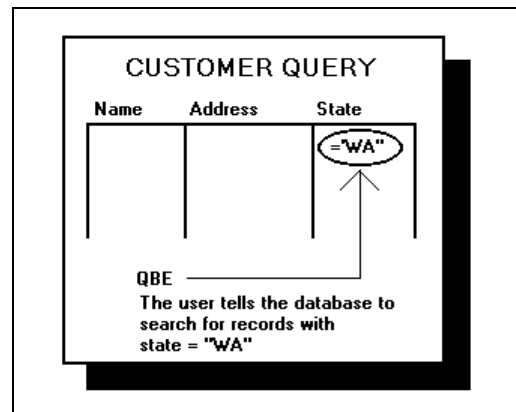 CUSTOMER QUERY
Name Address State
="WA"
QBE
The user tells the database to
search for records with
state = "WA"